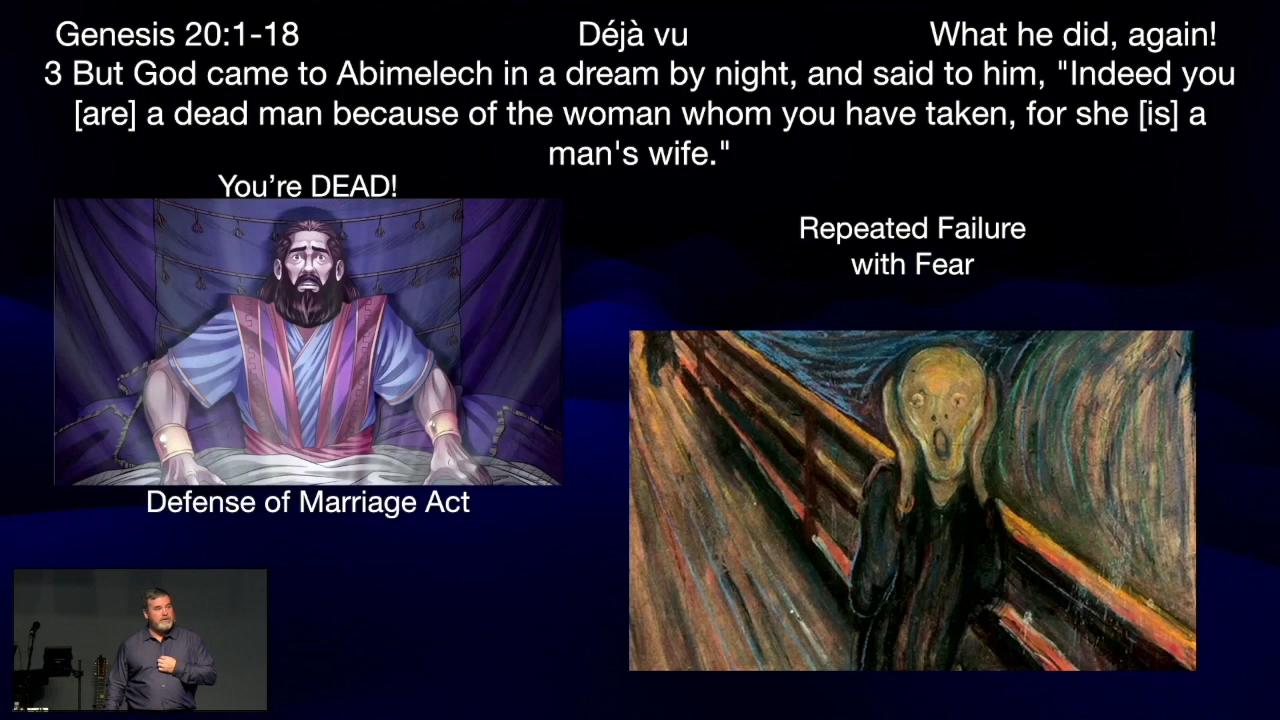 Genesis 20:1-18 Déjà vu What he did, again!
3 But God came to Abimelech in a dream by night, and said to him, "Indeed you
[are] a dead man because of the woman whom you have taken, for she [is] a
man's wife."
You’re DEAD!
Repeated Failure
with Fear
Defense of Marriage Act